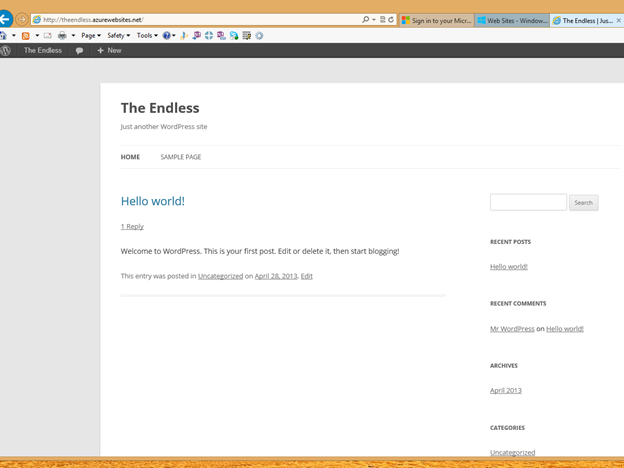 http://theendless.azurewebsites.net/
Sign in to your Micr...
Web Sites - Window...
The Endless | Jus...
Page
Safety
Tools
The Endless
New
The Endless
Just another WordPress site
HOME
SAMPLE PAGE
Hello world!
1 Reply
Welcome to WordPress. This is your first post. Edit or delete it, then start blogging!
This entry was posted in Uncategorized on April 28, 2013. Edit
Search
RECENT POSTS
Hello world!
RECENT COMMENTS
Mr WordPress on Hello world!
ARCHIVES
April 2013
CATEGORIES
Uncategorized